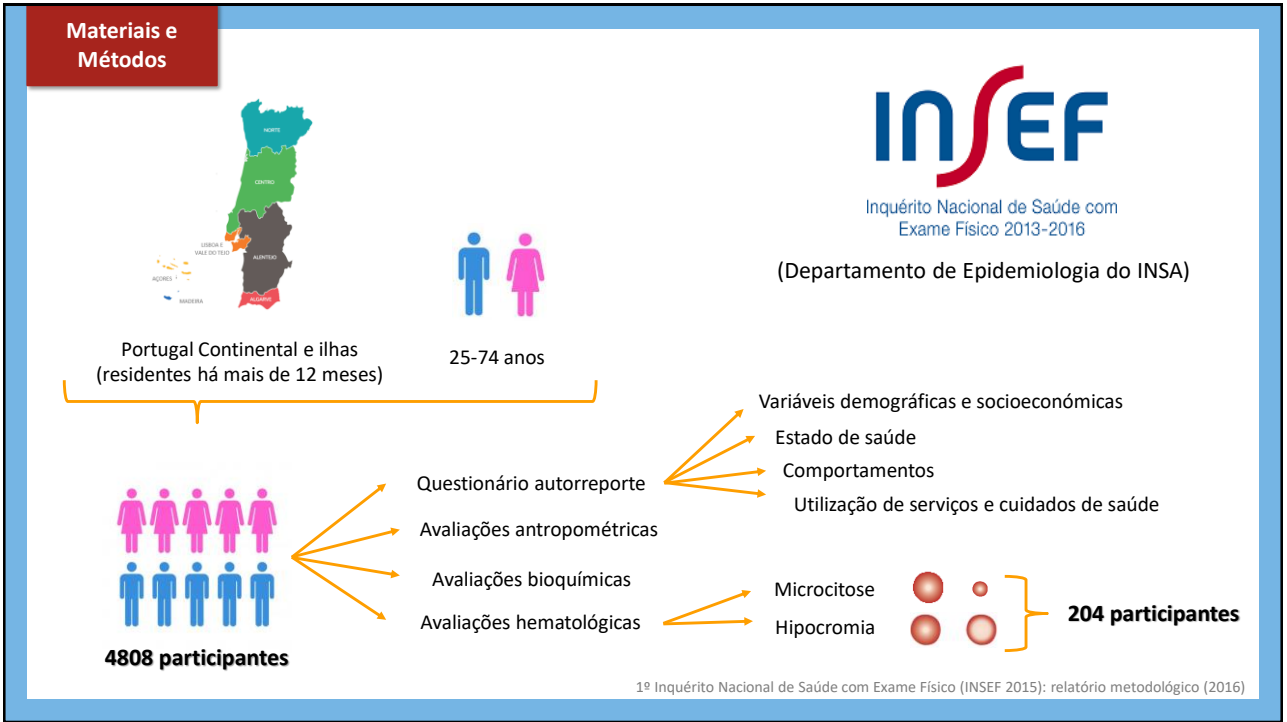 Materiais e
Métodos
NORTE
CENTRO
LISBOA E
VALE DO TEJO
ALENTEJO
AÇORES
MADEIRA
ALGARVE
INSEF
Inquérito Nacional de Saúde com
Exame Físico 2013-2016
(Departamento de Epidemiologia do INSA)
Portugal Continental e ilhas
(residentes há mais de 12 meses)
25-74 anos
Variáveis demográficas e socioeconómicas
Estado de saúde
Comportamentos
Utilização de serviços e cuidados de saúde
Questionário autorreporte
Avaliações antropométricas
Avaliações bioquímicas
Avaliações hematológicas
Microcitose
Hipocromia
204 participantes
4808 participantes
1º Inquérito Nacional de Saúde com Exame Físico (INSEF 2015): relatório metodológico (2016)